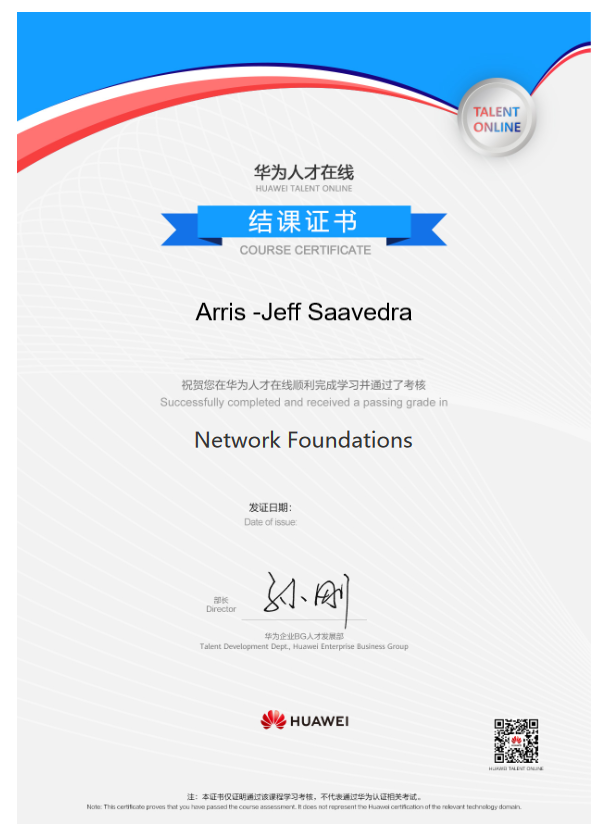 TALENT
ONLINE
华为人才在线
HUAWEI TALENT ONLINE
结课证书
COURSE CERTIFICATE
Arris -Jeff Saavedra
祝贺您在华为人才在线顺利完成学习并通过了考核
Successfully completed and received a passing grade in
Network Foundations
发证日期：
Date of issue:
部长
Director
孙刚
华为企业BG人才发展部
Talent Development Dept., Huawei Enterprise Business Group
HUAWEI
HUAWEI TALENT ONLINE
注：本证书仅证明通过该课程学习考核，不代表通过华为认证相关考试。
Note: This certificate proves that you have passed the course assessment. It does not represent the Huawei certification of the relevant technology domain.